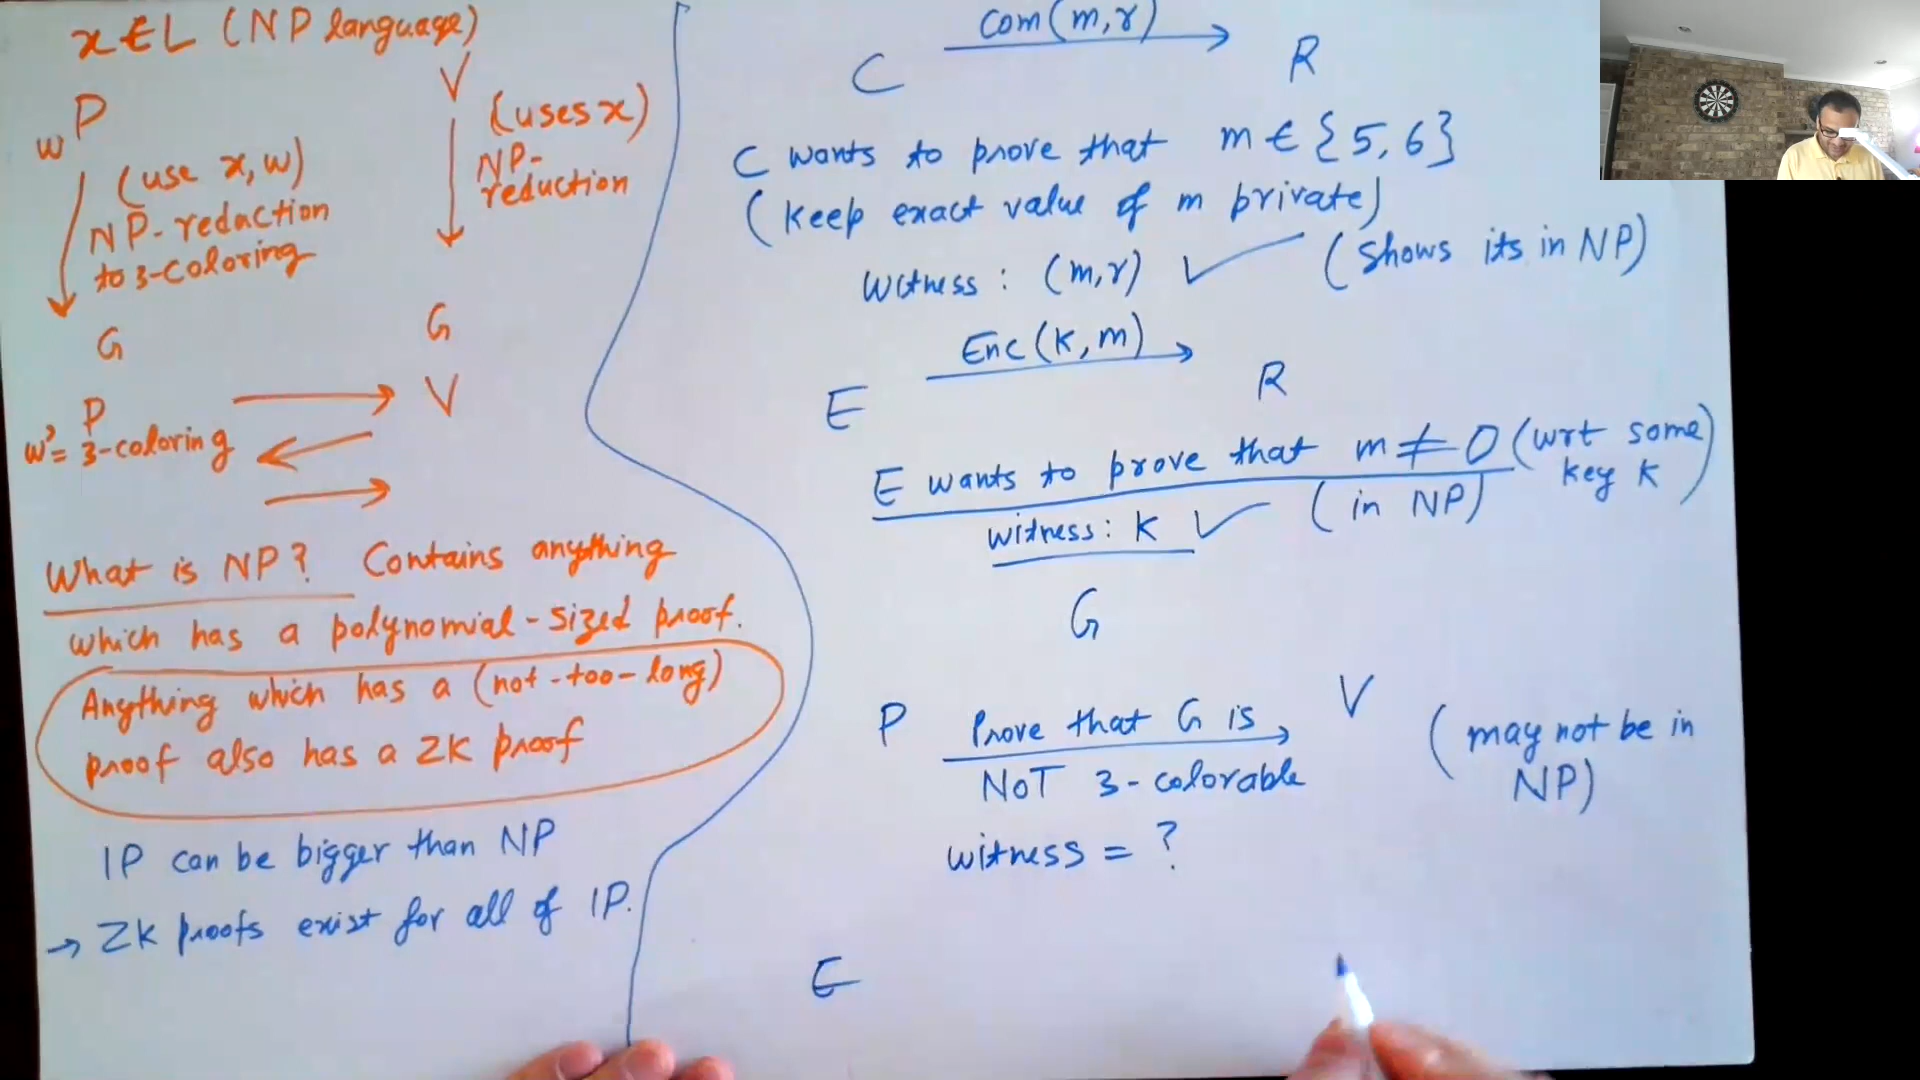 x ∈ L (NP language)
P
V
w
(use x, w)
NP-reduction
to 3-coloring
(uses x)
NP-
reduction
G
G
P
V
w' = 3-coloring
What is NP? Contains anything
which has a polynomial-sized proof.
Anything which has a (not-too-long)
proof also has a ZK proof
IP can be bigger than NP
→ ZK proofs exist for all of IP.
Com(m,r)
C
R
C wants to prove that m ∈ {5, 6}
(keep exact value of m private)
Witness: (m,r) ✓ (shows its in NP)
Enc(K, m)
E
R
E wants to prove that m ≠ 0 (wrt some
key K)
witness: K ✓ (in NP)
G
P Prove that G is V
NOT 3-colorable
(may not be in
NP)
witness = ?
E